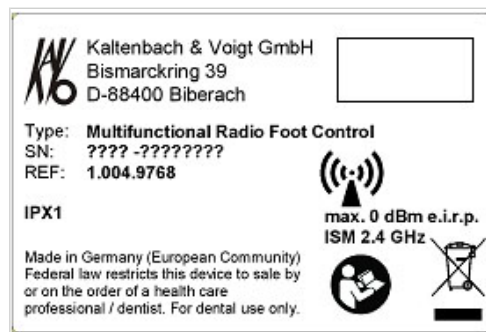 KaVo
Kaltenbach & Voigt GmbH
Bismarckring 39
D-88400 Biberach
Type: Multifunctional Radio Foot Control
SN: ???? -????????
REF: 1.004.9768
IPX1
max. 0 dBm e.i.r.p.
ISM 2.4 GHz
Made in Germany (European Community)
Federal law restricts this device to sale by
or on the order of a health care
professional / dentist. For dental use only.